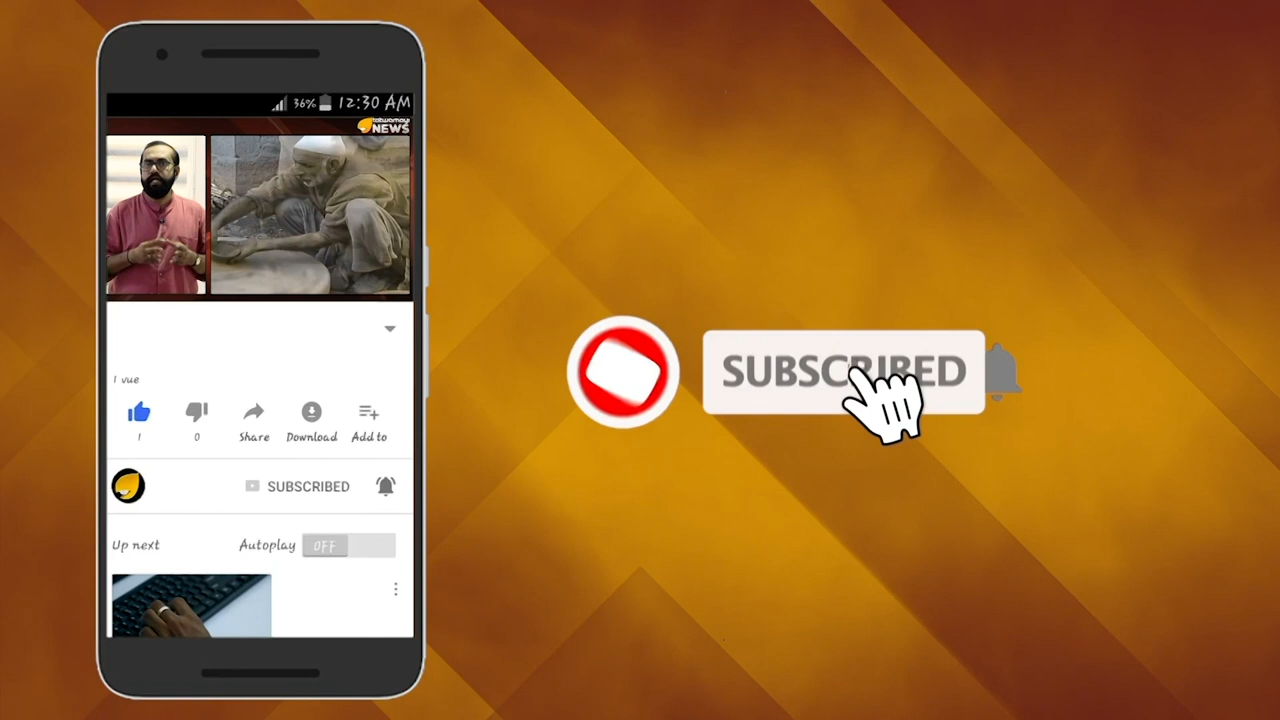 36% 12:30 AM
tatwamayi
NEWS
1 vue
1
0
Share
Download
Add to
SUBSCRIBED
Up next
Autoplay
OFF
SUBSCRIBED